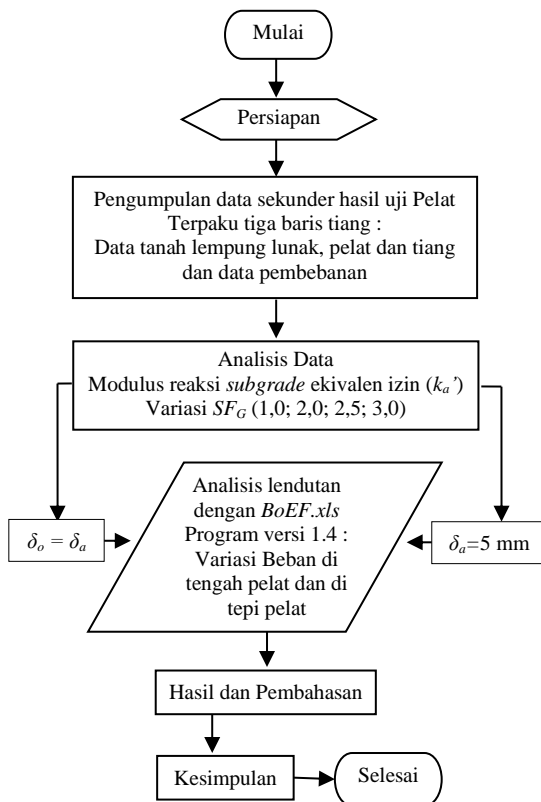 Mulai
Persiapan
Pengumpulan data sekunder hasil uji Pelat
Terpaku tiga baris tiang :
Data tanah lempung lunak, pelat dan tiang
dan data pembebanan
Analisis Data
Modulus reaksi subgrade ekivalen izin (kₐ’)
Variasi SF_G (1,0; 2,0; 2,5; 3,0)
Analisis lendutan
dengan BoEF.xls
Program versi 1.4 :
Variasi Beban di
tengah pelat dan di
tepi pelat
δₒ = δₐ
δₐ=5 mm
Hasil dan Pembahasan
Kesimpulan
Selesai